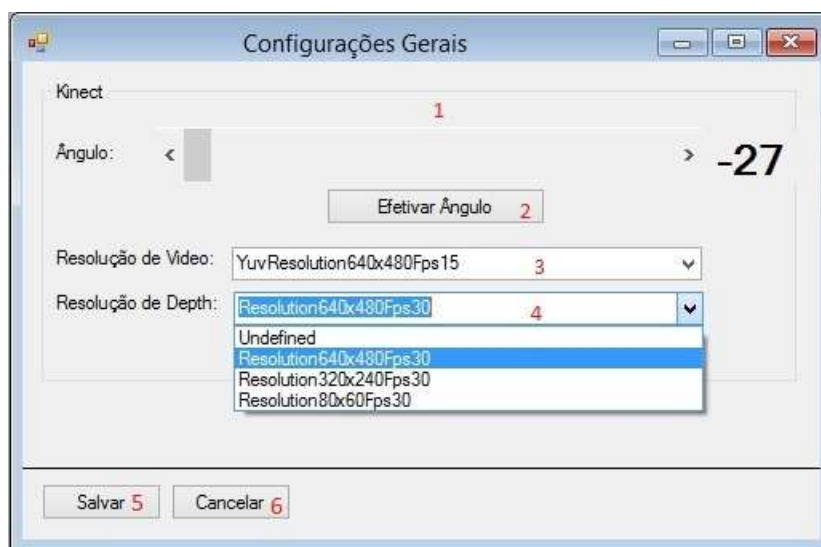 Configurações Gerais
Kinect
1
Ângulo: -27
Efetivar Ângulo 2
Resolução de Video: YuvResolution640x480Fps15 3
Resolução de Depth: Resolution640x480Fps30 4
Undefined
Resolution640x480Fps30
Resolution320x240Fps30
Resolution80x60Fps30
Salvar 5 Cancelar 6